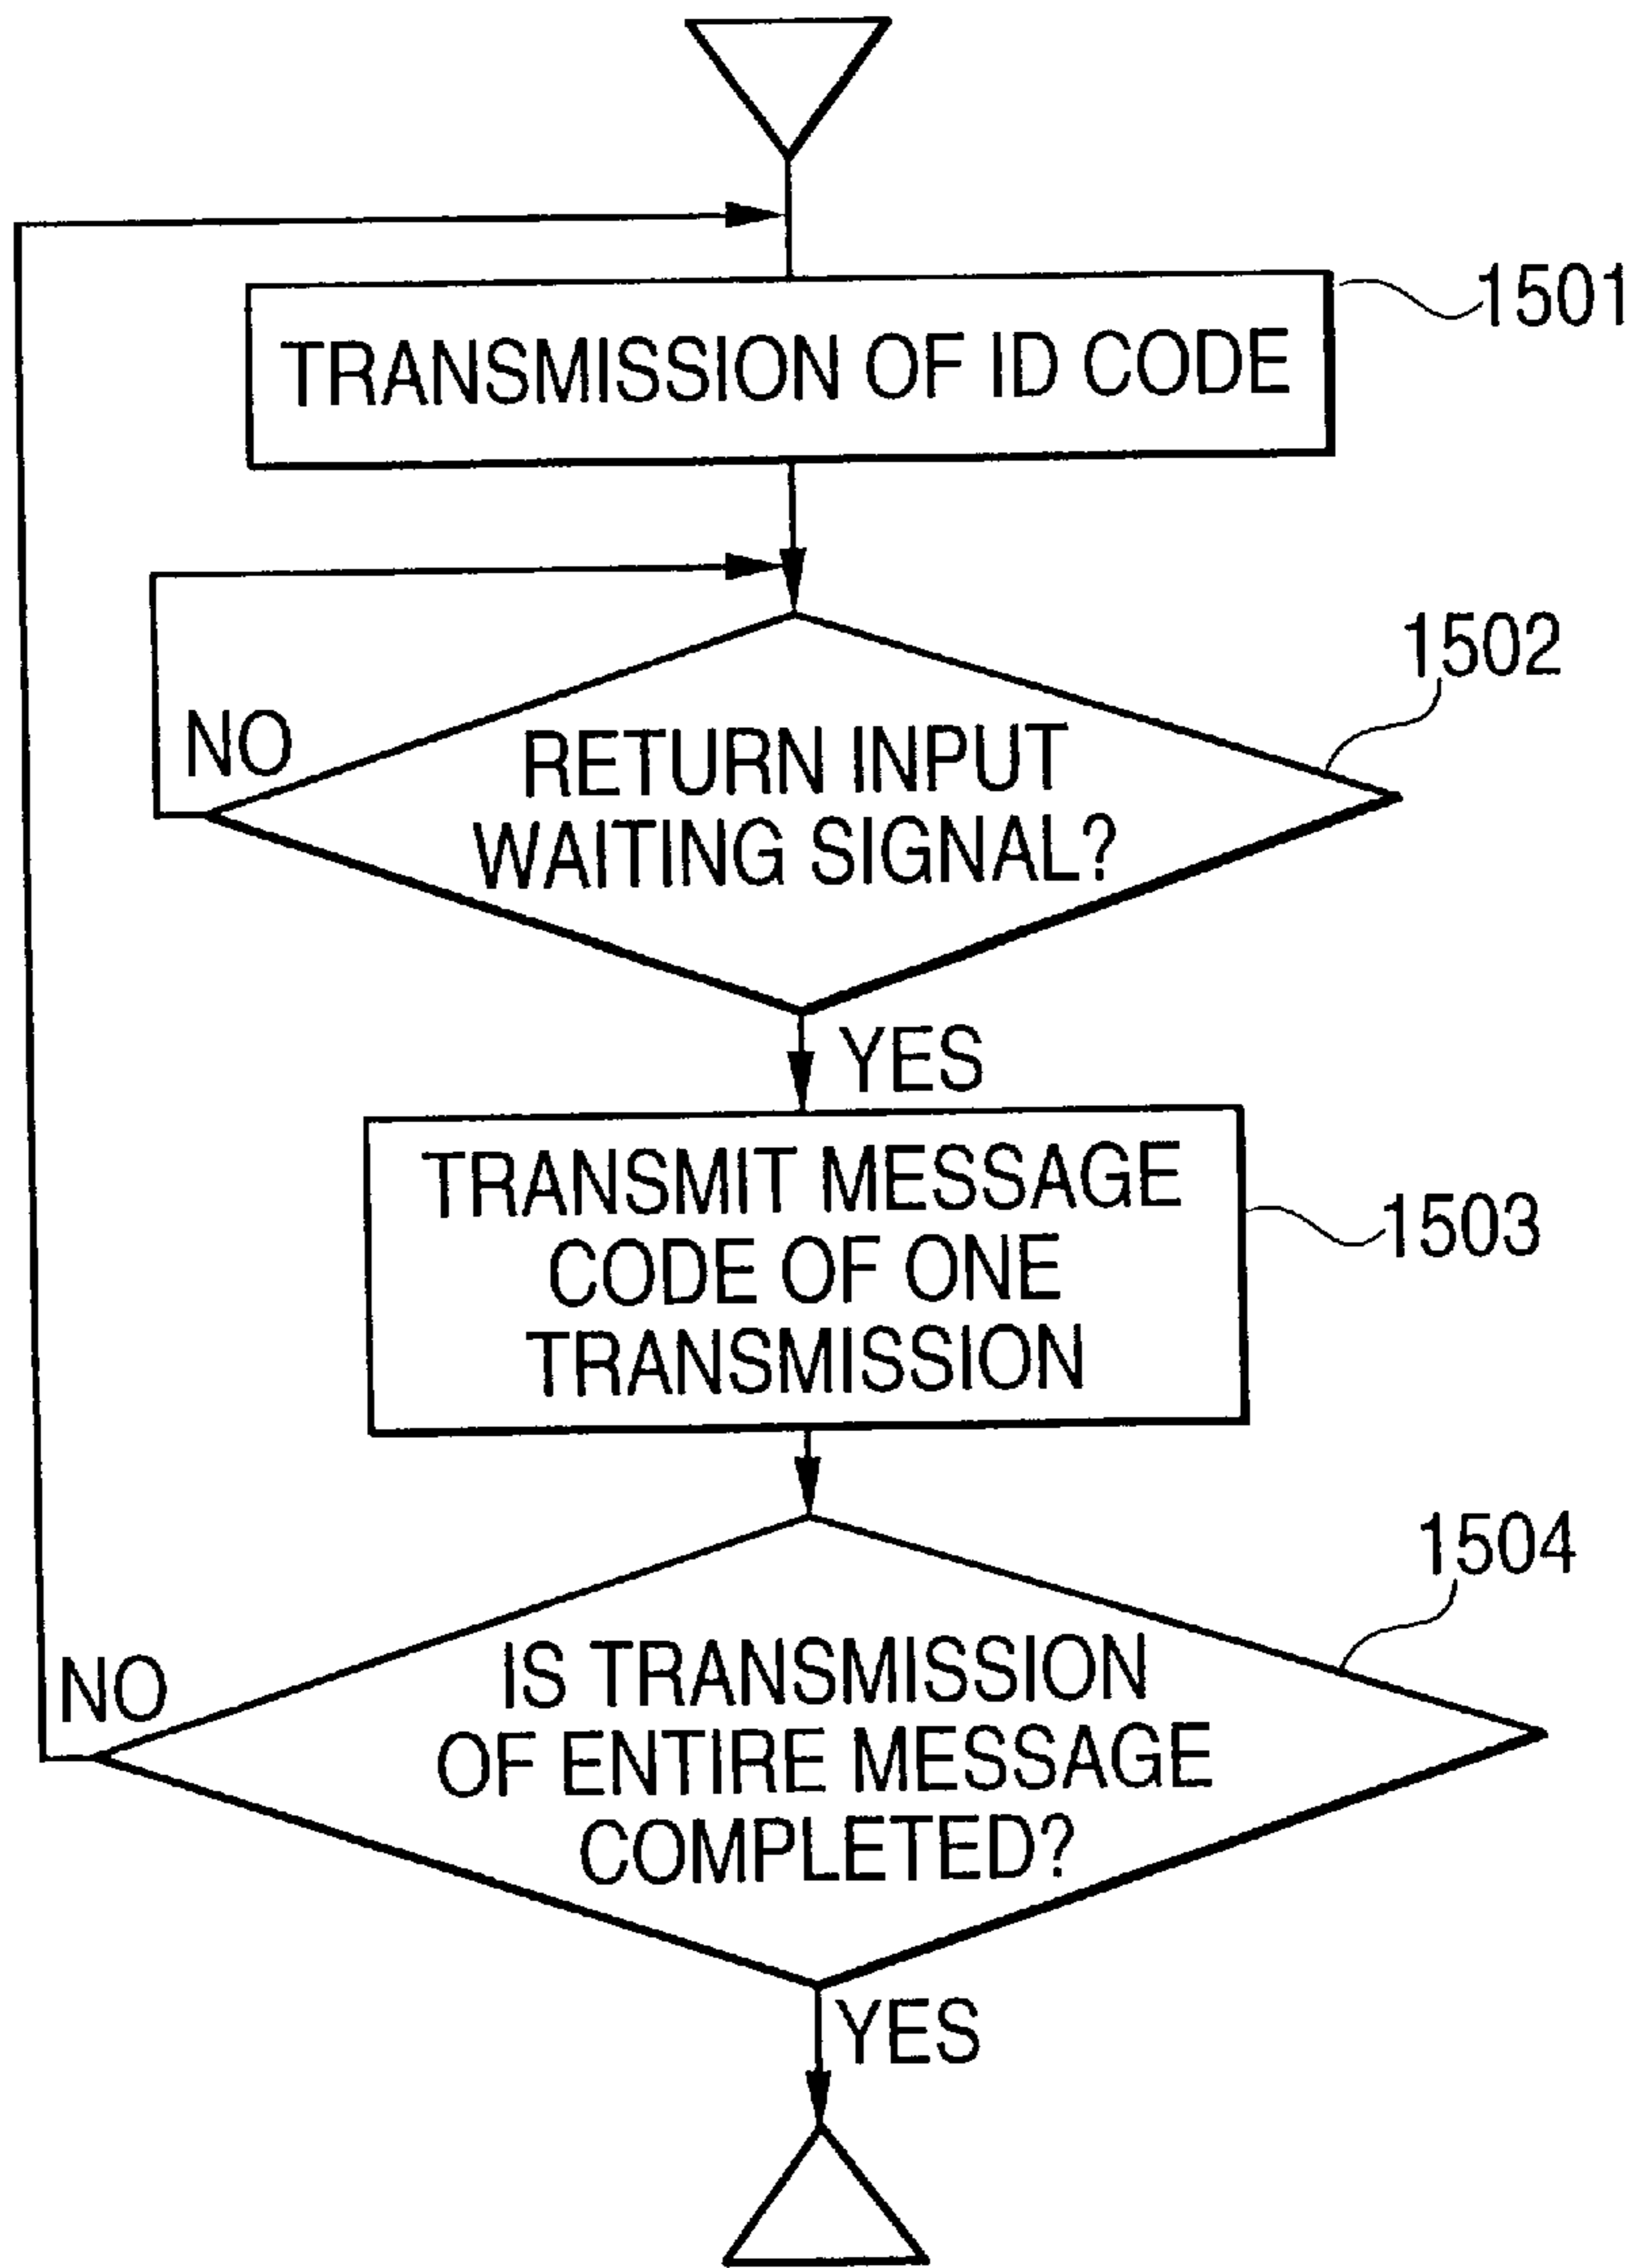 1501
TRANSMISSION OF ID CODE
1502
NO
RETURN INPUT
WAITING SIGNAL?
YES
TRANSMIT MESSAGE
CODE OF ONE
TRANSMISSION
1503
1504
NO
IS TRANSMISSION
OF ENTIRE MESSAGE
COMPLETED?
YES